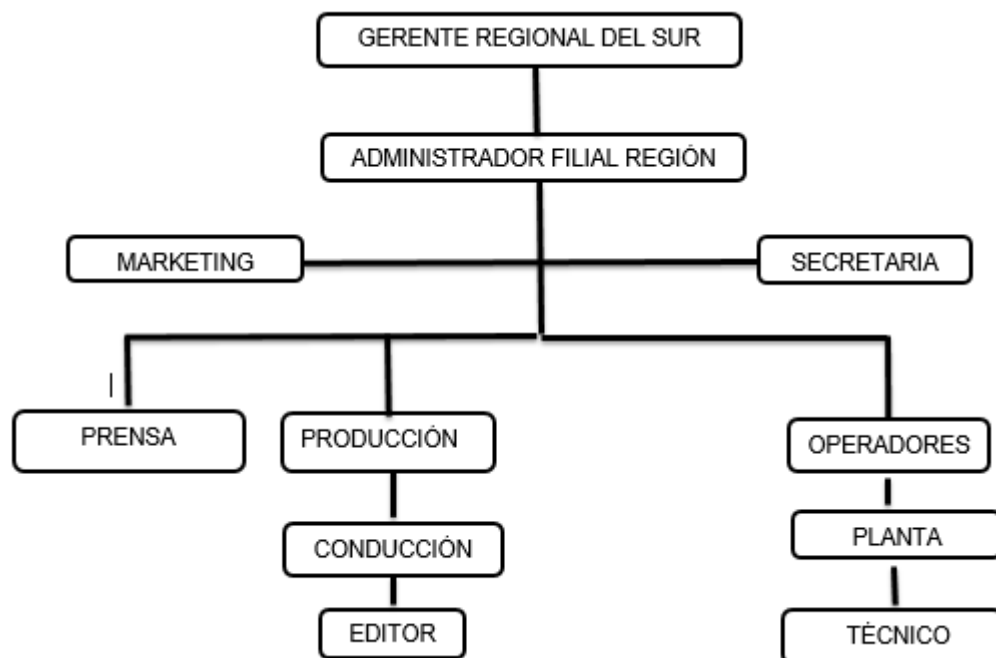 GERENTE REGIONAL DEL SUR
ADMINISTRADOR FILIAL REGIÓN
MARKETING
SECRETARIA
PRENSA
PRODUCCIÓN
OPERADORES
CONDUCCIÓN
PLANTA
EDITOR
TÉCNICO